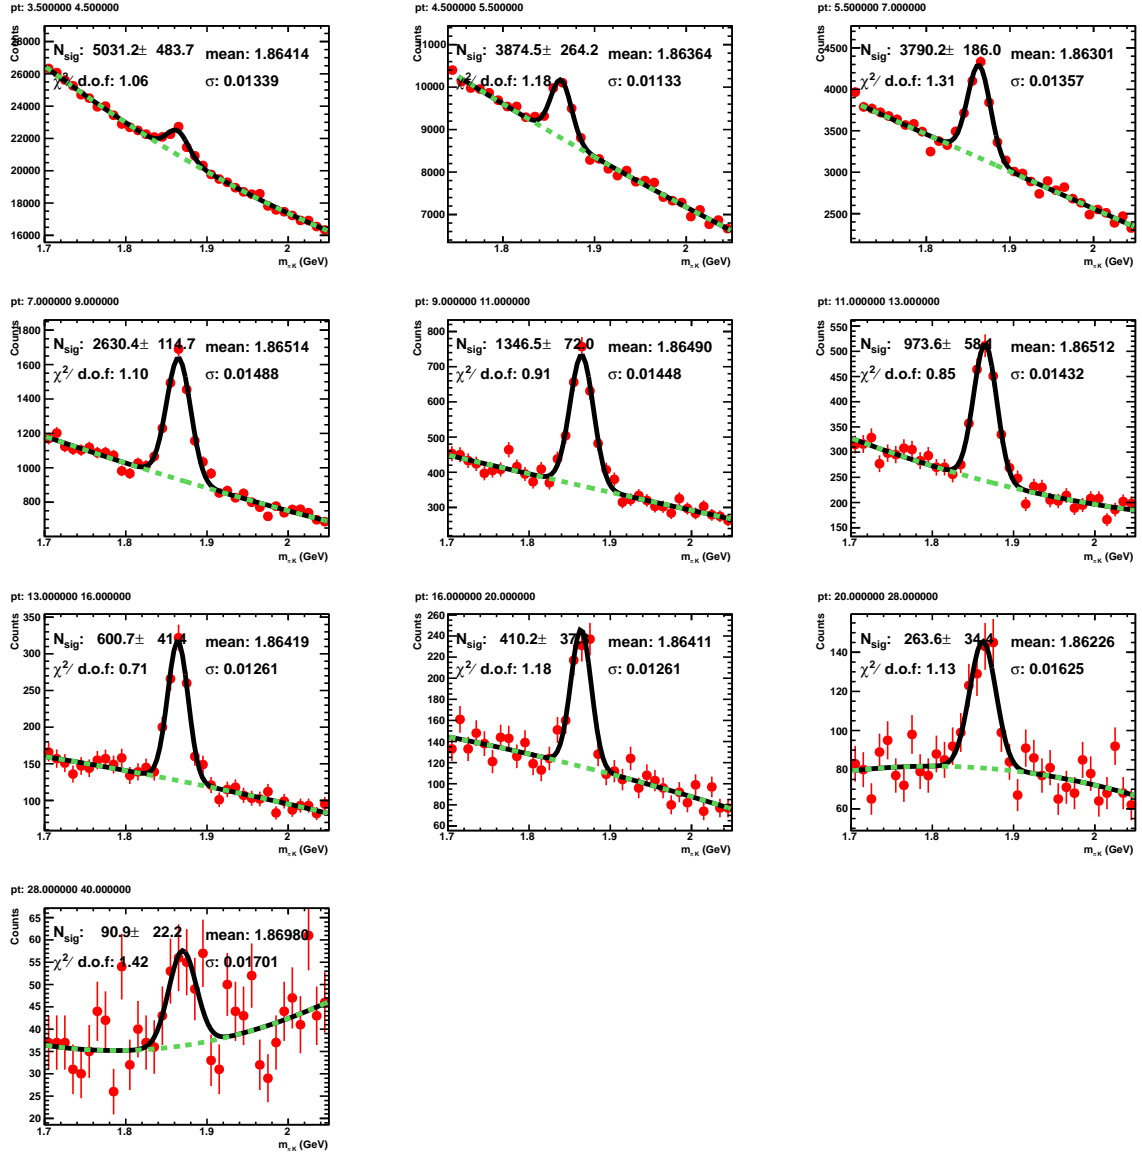 pt: 3.500000 4.500000
Counts
N_sig: 5031.2± 483.7 mean: 1.86414
χ²/ d.o.f: 1.06 σ: 0.01339
28000
26000
24000
22000
20000
18000
16000
1.7 1.8 1.9 2
m_πK (GeV)
pt: 4.500000 5.500000
Counts
N_sig: 3874.5± 264.2 mean: 1.86364
χ²/ d.o.f: 1.18 σ: 0.01133
11000
10000
9000
8000
7000
1.9 2
m_πK (GeV)
pt: 5.500000 7.000000
Counts
N_sig: 3790.2± 186.0 mean: 1.86301
χ²/ d.o.f: 1.31 σ: 0.01357
4500
4000
3500
3000
2500
1.8 1.9 2
m_πK (GeV)
pt: 7.000000 9.000000
Counts
N_sig: 2630.4± 114.7 mean: 1.86514
χ²/ d.o.f: 1.10 σ: 0.01488
1800
1600
1400
1200
1000
800
600
1.7 1.8 1.9 2
m_πK (GeV)
pt: 9.000000 11.000000
Counts
N_sig: 1346.5± 72.0 mean: 1.86490
χ²/ d.o.f: 0.91 σ: 0.01448
800
700
600
500
400
300
1.7 1.8 1.9 2
m_πK (GeV)
pt: 11.000000 13.000000
Counts
N_sig: 973.6± mean: 1.86512
χ²/ d.o.f: 0.85 σ: 0.01432
550
500
450
400
350
300
250
200
150
1.7 1.8 1.9 2
m_πK (GeV)
pt: 13.000000 16.000000
Counts
N_sig: 600.7± mean: 1.86419
χ²/ d.o.f: 0.71 σ: 0.01261
350
300
250
200
150
100
1.7 1.8 1.9 2
m_πK (GeV)
pt: 16.000000 20.000000
Counts
N_sig: 410.2± mean: 1.86411
χ²/ d.o.f: 1.18 σ: 0.01261
260
240
220
200
180
160
140
120
100
80
60
1.7 1.8 1.9 2
m_πK (GeV)
pt: 20.000000 28.000000
Counts
N_sig: 263.6± 34.4 mean: 1.86226
χ²/ d.o.f: 1.13 σ: 0.01625
140
120
100
80
60
1.7 1.8 1.9 2
m_πK (GeV)
pt: 28.000000 40.000000
Counts
N_sig: 90.9± 22.2 mean: 1.86980
χ²/ d.o.f: 1.42 σ: 0.01701
65
60
55
50
45
40
35
30
25
20
1.7 1.8 1.9 2
m_πK (GeV)